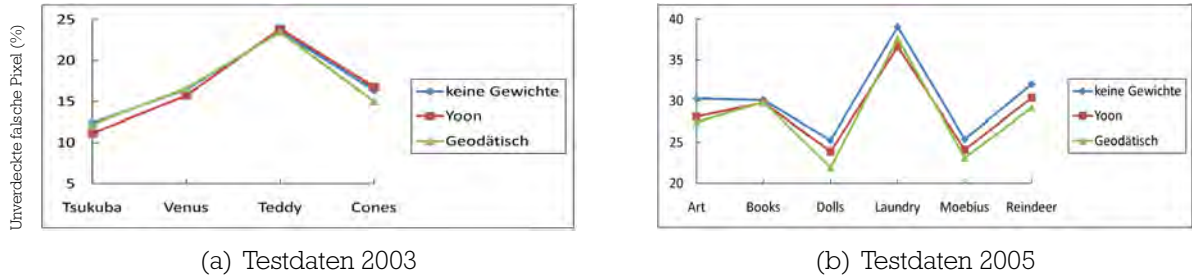 Unverdeckte falsche Pixel (%)
25
20
15
10
5
Tsukuba Venus Teddy Cones
keine Gewichte
Yoon
Geodätisch
(a) Testdaten 2003
40
35
30
25
20
Art Books Dolls Laundry Moebius Reindeer
keine Gewichte
Yoon
Geodätisch
(b) Testdaten 2005